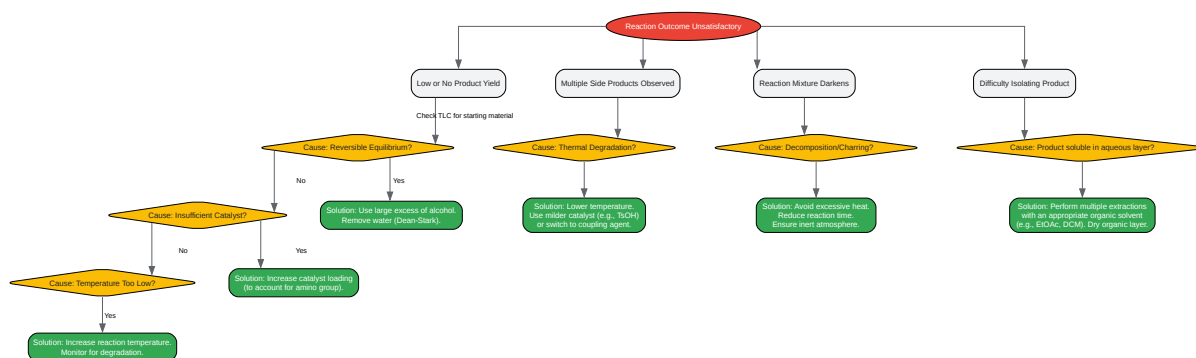 Reaction Outcome Unsatisfactory
Low or No Product Yield
Multiple Side Products Observed
Reaction Mixture Darkens
Difficulty Isolating Product
Check TLC for starting material
Cause: Reversible Equilibrium?
Cause: Thermal Degradation?
Cause: Decomposition/Charring?
Cause: Product soluble in aqueous layer?
No
Yes
Cause: Insufficient Catalyst?
Solution: Use large excess of alcohol.
Remove water (Dean-Stark).
Solution: Lower temperature.
Use milder catalyst (e.g., TsOH)
or switch to coupling agent.
Solution: Avoid excessive heat.
Reduce reaction time.
Ensure inert atmosphere.
Solution: Perform multiple extractions
with an appropriate organic solvent
(e.g., EtOAc, DCM). Dry organic layer.
No
Yes
Cause: Temperature Too Low?
Solution: Increase catalyst loading
(to account for amino group).
Yes
Solution: Increase reaction temperature.
Monitor for degradation.